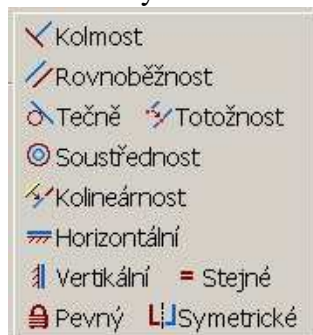 Kolmost
Rovnoběžnost
Tečně Totožnost
Soustřednost
Kolineárnost
Horizontální
Vertikální = Stejné
Pevný Symetrické